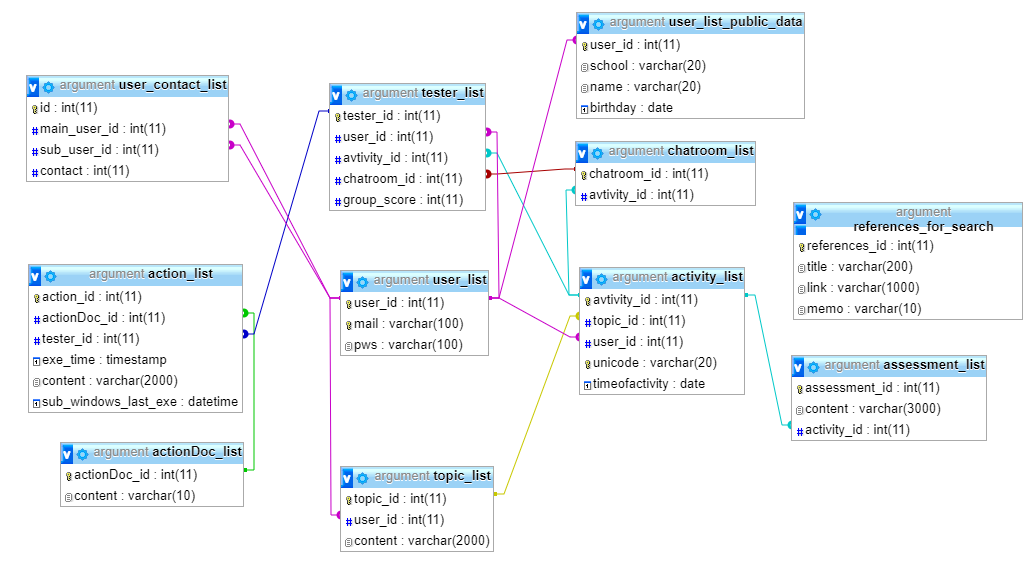 argument user_list_public_data
user_id : int(11)
school : varchar(20)
name : varchar(20)
birthday : date
argument user_contact_list
id : int(11)
main_user_id : int(11)
sub_user_id : int(11)
contact : int(11)
argument tester_list
tester_id : int(11)
user_id : int(11)
avtivity_id : int(11)
chatroom_id : int(11)
group_score : int(11)
argument chatroom_list
chatroom_id : int(11)
avtivity_id : int(11)
argument
references_for_search
references_id : int(11)
title : varchar(200)
link : varchar(1000)
memo : varchar(10)
argument action_list
action_id : int(11)
actionDoc_id : int(11)
tester_id : int(11)
exe_time : timestamp
content : varchar(2000)
sub_windows_last_exe : datetime
argument user_list
user_id : int(11)
mail : varchar(100)
pws : varchar(100)
argument activity_list
avtivity_id : int(11)
topic_id : int(11)
user_id : int(11)
unicode : varchar(20)
timeofactivity : date
argument assessment_list
assessment_id : int(11)
content : varchar(3000)
activity_id : int(11)
argument actionDoc_list
actionDoc_id : int(11)
content : varchar(10)
argument topic_list
topic_id : int(11)
user_id : int(11)
content : varchar(2000)